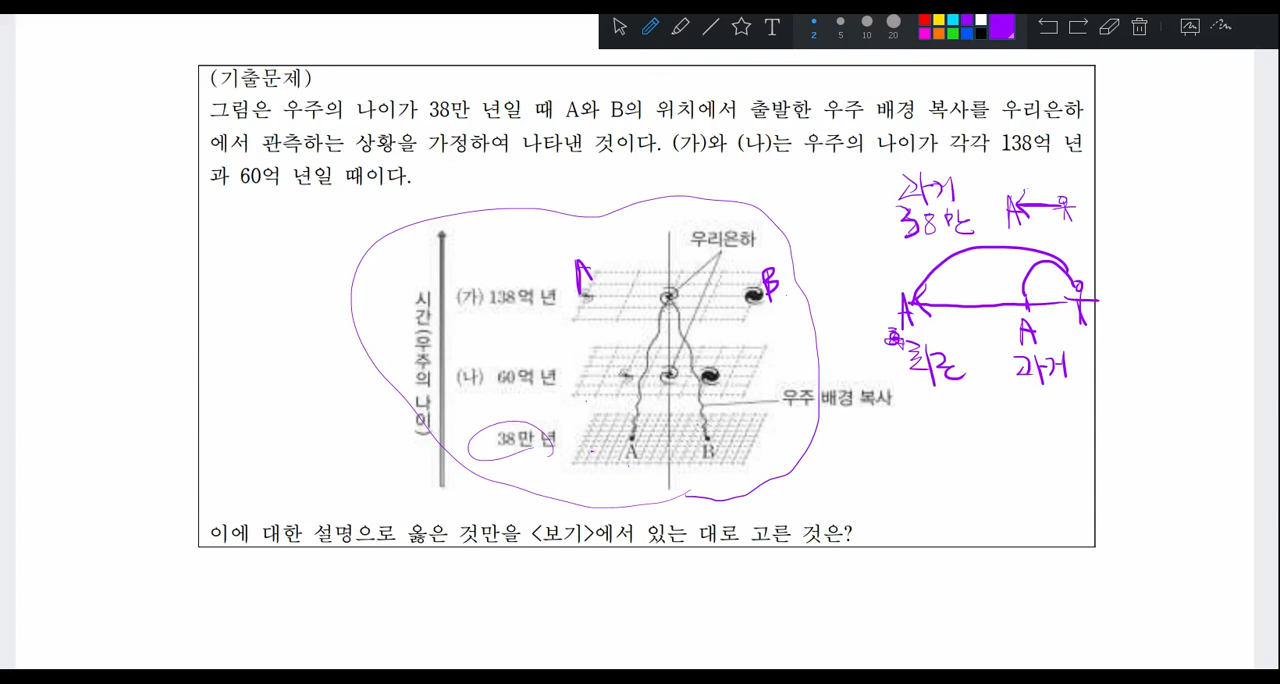 T
2 5 10 20
(기출문제)
그림은 우주의 나이가 38만 년일 때 A와 B의 위치에서 출발한 우주 배경 복사를 우리은하
에서 관측하는 상황을 가정하여 나타낸 것이다. (가)와 (나)는 우주의 나이가 각각 138억 년
과 60억 년일 때이다.
과거
38만
A
우리은하
A
B
시간(우주의 나이)
(가) 138억 년
A
A
과거
(나) 60억 년
우주 배경 복사
38만 년
A
B
이에 대한 설명으로 옳은 것만을 <보기>에서 있는 대로 고른 것은?